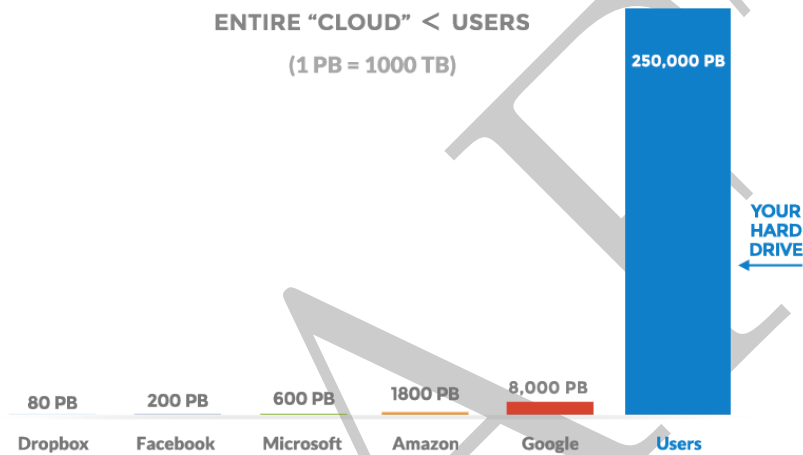 ENTIRE “CLOUD” < USERS
(1 PB = 1000 TB)
250,000 PB
YOUR
HARD
DRIVE
80 PB
200 PB
600 PB
1800 PB
8,000 PB
Dropbox
Facebook
Microsoft
Amazon
Google
Users